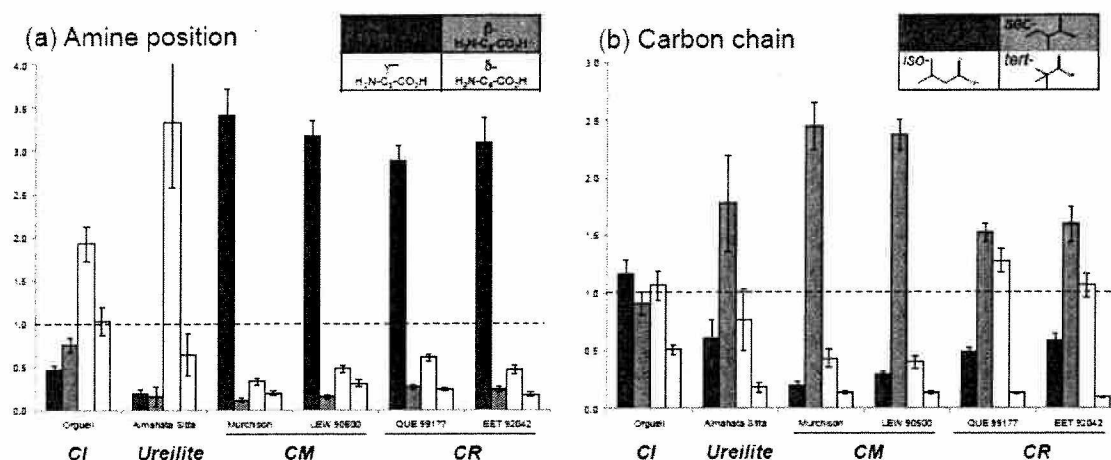 (a) Amine position
β-
H₂N-C₄-CO₂H
γ-
H₂N-C₄-CO₂H
δ-
H₂N-C₄-CO₂H
4.0
3.5
3.0
2.5
2.0
1.5
1.0
0.5
0.0
Orgueil
Almahata Sitta
Murchison
LEW 90500
QUE 99177
EET 92042
CI
Ureilite
CM
CR
(b) Carbon chain
sec-
iso-
tert-
3.0
2.5
2.0
1.5
1.0
0.5
0.0
Orgueil
Almahata Sitta
Murchison
LEW 90500
QUE 99177
EET 92042
CI
Ureilite
CM
CR